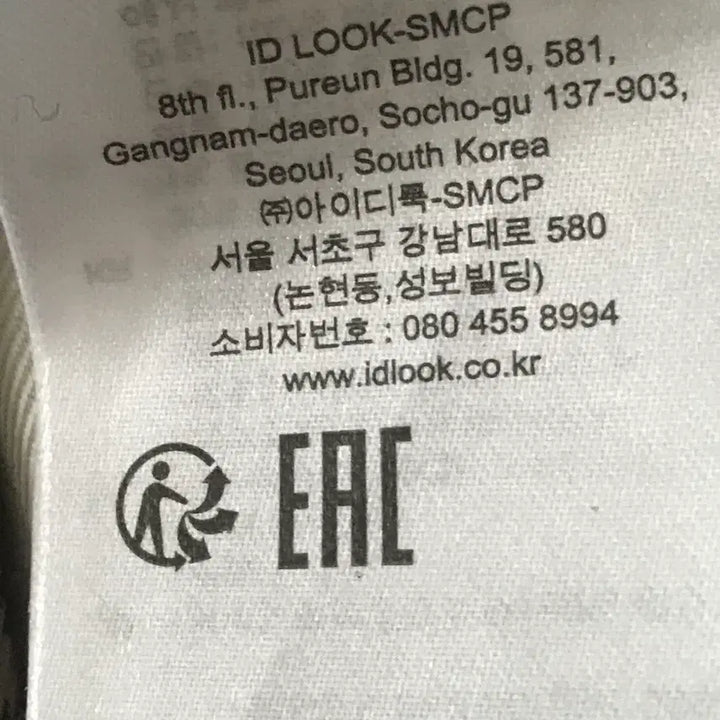 ID LOOK-SMCP
8th fl., Pureun Bldg. 19, 581,
Gangnam-daero, Socho-gu 137-903,
Seoul, South Korea
㈜아이디룩-SMCP
서울 서초구 강남대로 580
(논현동,성보빌딩)
소비자번호 : 080 455 8994
www.idlook.co.kr
EAC